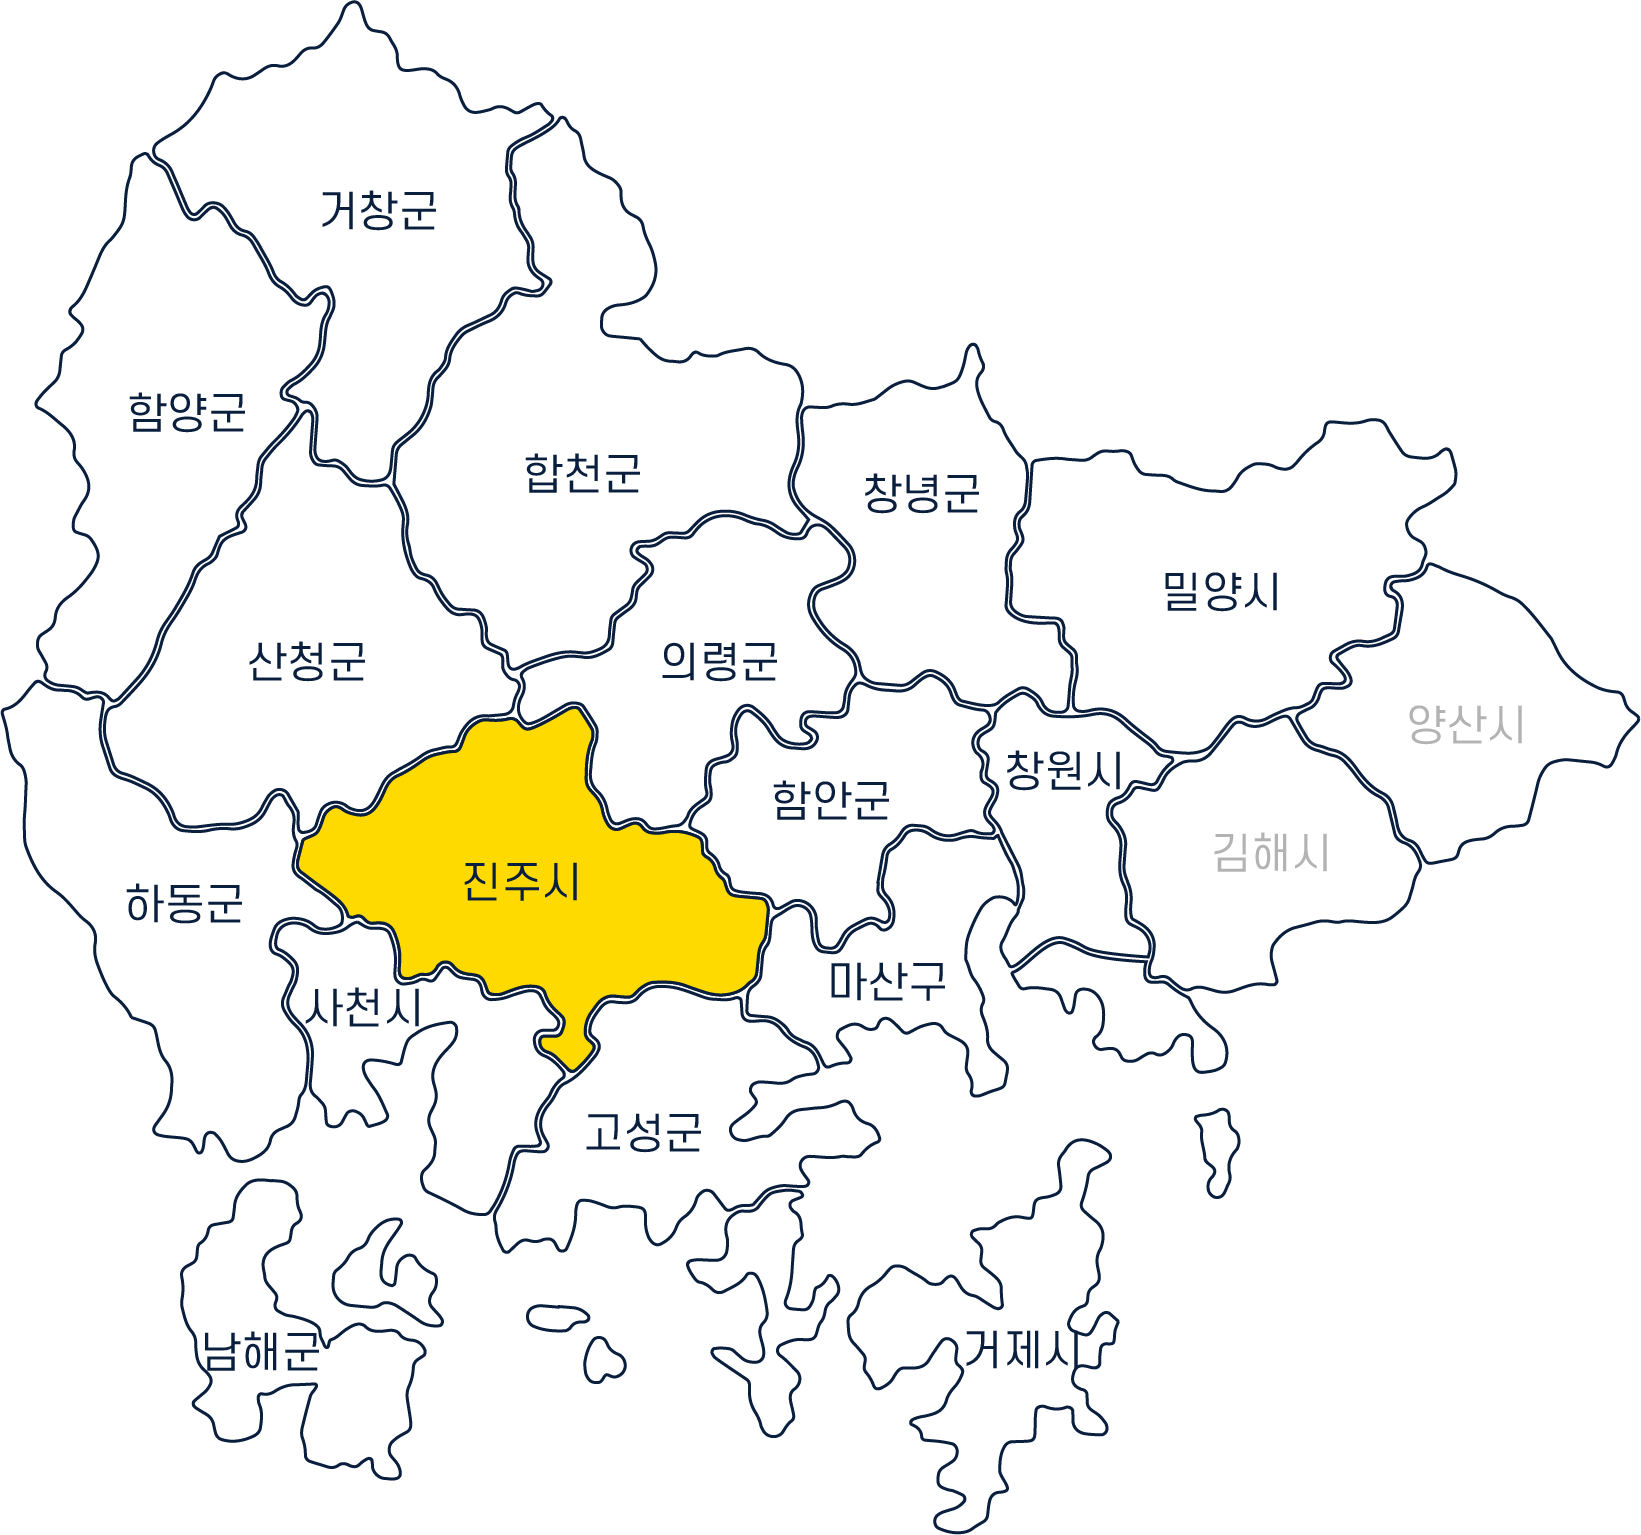 거창군
함양군
합천군
창녕군
밀양시
산청군
의령군
양산시
창원시
함안군
김해시
진주시
하동군
마산구
사천시
고성군
남해군
거제시